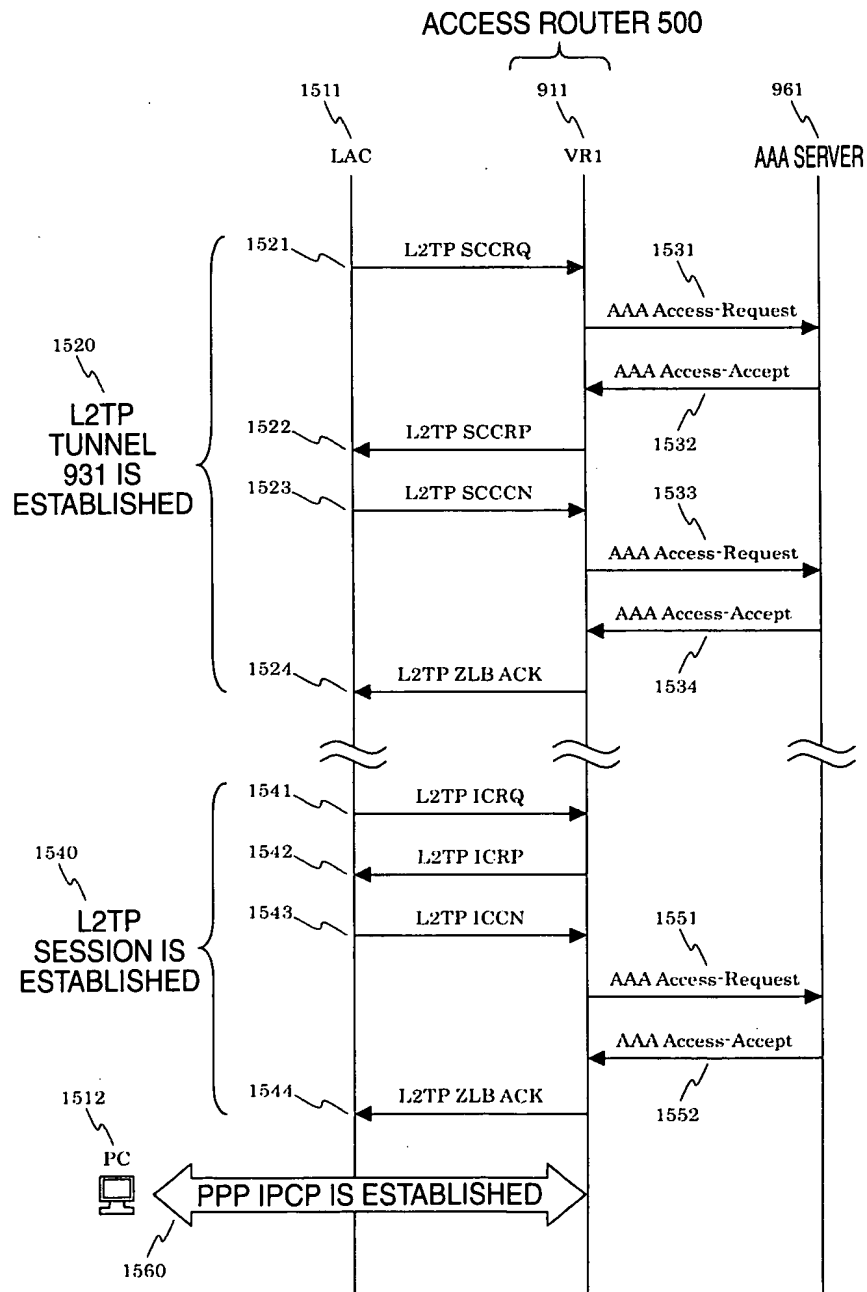 ACCESS ROUTER 500
1511
911
961
LAC
VR1
AAA SERVER
1521
L2TP SCCRQ
1531
AAA Access-Request
1520
L2TP
TUNNEL
931 IS
ESTABLISHED
AAA Access-Accept
1522
L2TP SCCRP
1532
1523
L2TP SCCCN
1533
AAA Access-Request
AAA Access-Accept
1524
L2TP ZLB ACK
1534
1541
L2TP ICRQ
1542
L2TP ICRP
1540
L2TP
SESSION IS
ESTABLISHED
1543
L2TP ICCN
1551
AAA Access-Request
AAA Access-Accept
1544
L2TP ZLB ACK
1552
1512
PC
PPP IPCP IS ESTABLISHED
1560